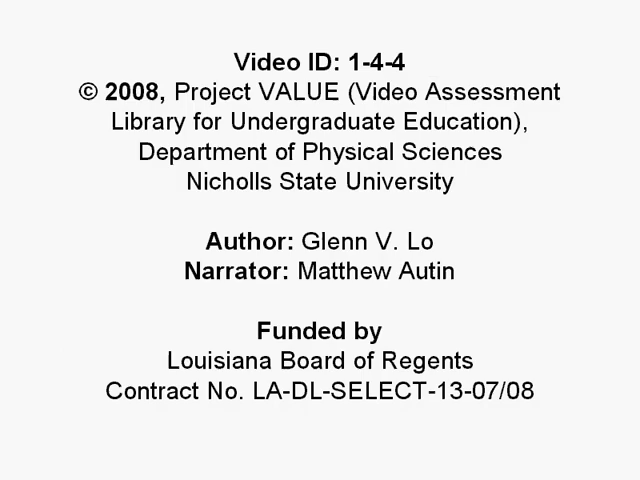 Video ID: 1-4-4
© 2008, Project VALUE (Video Assessment
Library for Undergraduate Education),
Department of Physical Sciences
Nicholls State University
Author: Glenn V. Lo
Narrator: Matthew Autin
Funded by
Louisiana Board of Regents
Contract No. LA-DL-SELECT-13-07/08